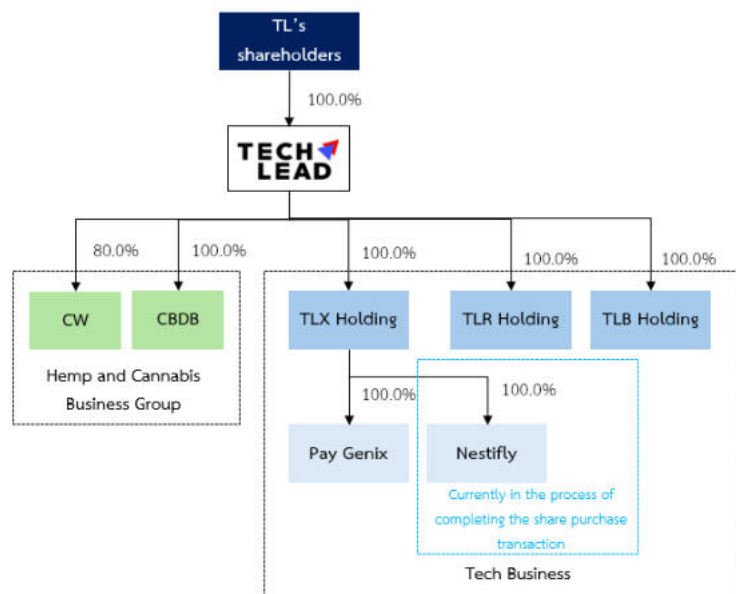 TL's
shareholders
100.0%
TECH
LEAD
80.0%
100.0%
100.0%
100.0%
100.0%
CW
CBDB
TLX Holding
TLR Holding
TLB Holding
Hemp and Cannabis
Business Group
100.0%
100.0%
Pay Genix
Nestifly
Currently in the process of
completing the share purchase
transaction
Tech Business